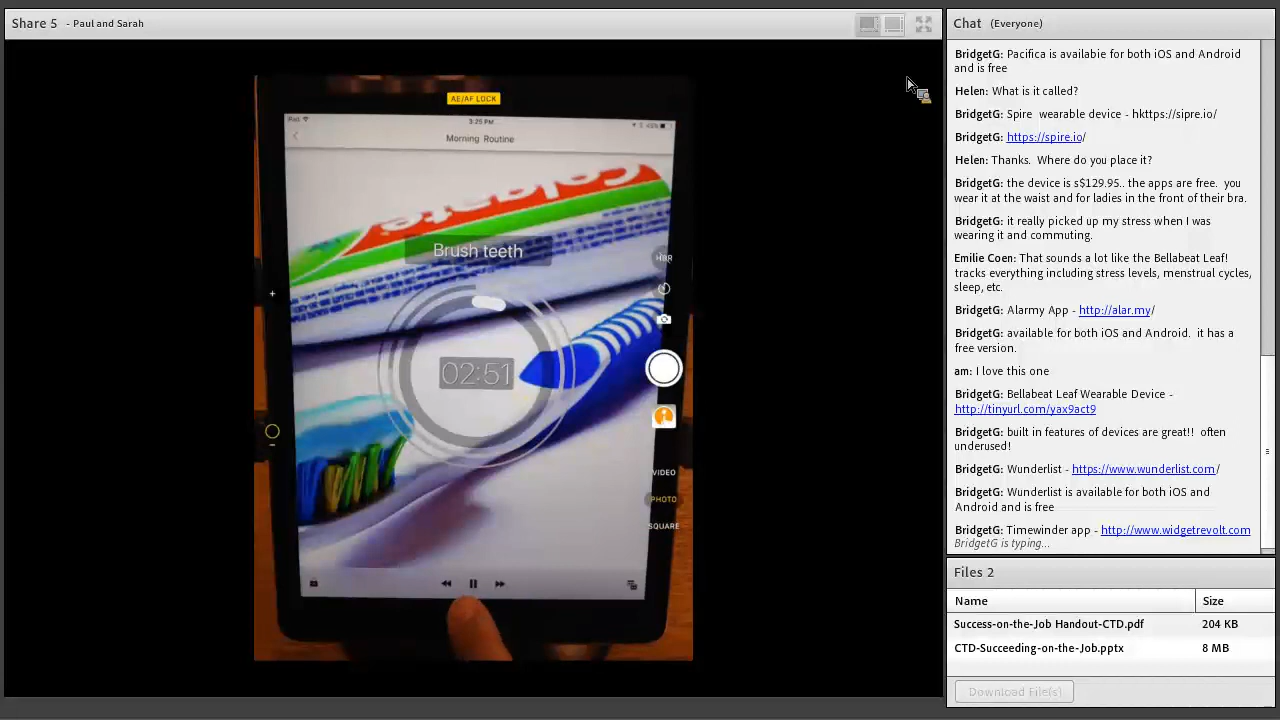 Share 5 - Paul and Sarah
AE/AF LOCK
iPad
3:25 PM
Morning Routine
Colgate
Brush teeth
HDR
02:51
VIDEO
PHOTO
SQUARE
Chat (Everyone)
BridgetG: Pacifica is available for both iOS and Android
and is free
Helen: What is it called?
BridgetG: Spire wearable device - hkttps://sipre.io/
BridgetG: https://spire.io/
Helen: Thanks. Where do you place it?
BridgetG: the device is s$129.95.. the apps are free. you
wear it at the waist and for ladies in the front of their bra.
BridgetG: it really picked up my stress when I was
wearing it and commuting.
Emilie Coen: That sounds a lot like the Bellabeat Leaf!
tracks everything including stress levels, menstrual cycles,
sleep, etc.
BridgetG: Alarmy App - http://alar.my/
BridgetG: available for both iOS and Android. it has a
free version.
am: I love this one
BridgetG: Bellabeat Leaf Wearable Device -
http://tinyurl.com/yax9act9
BridgetG: built in features of devices are great!! often
underused!
BridgetG: Wunderlist - https://www.wunderlist.com/
BridgetG: Wunderlist is available for both iOS and
Android and is free
BridgetG: Timewinder app - http://www.widgetrevolt.com
BridgetG is typing...
Files 2
Name Size
Success-on-the-Job Handout-CTD.pdf 204 KB
CTD-Succeeding-on-the-Job.pptx 8 MB
Download File(s)